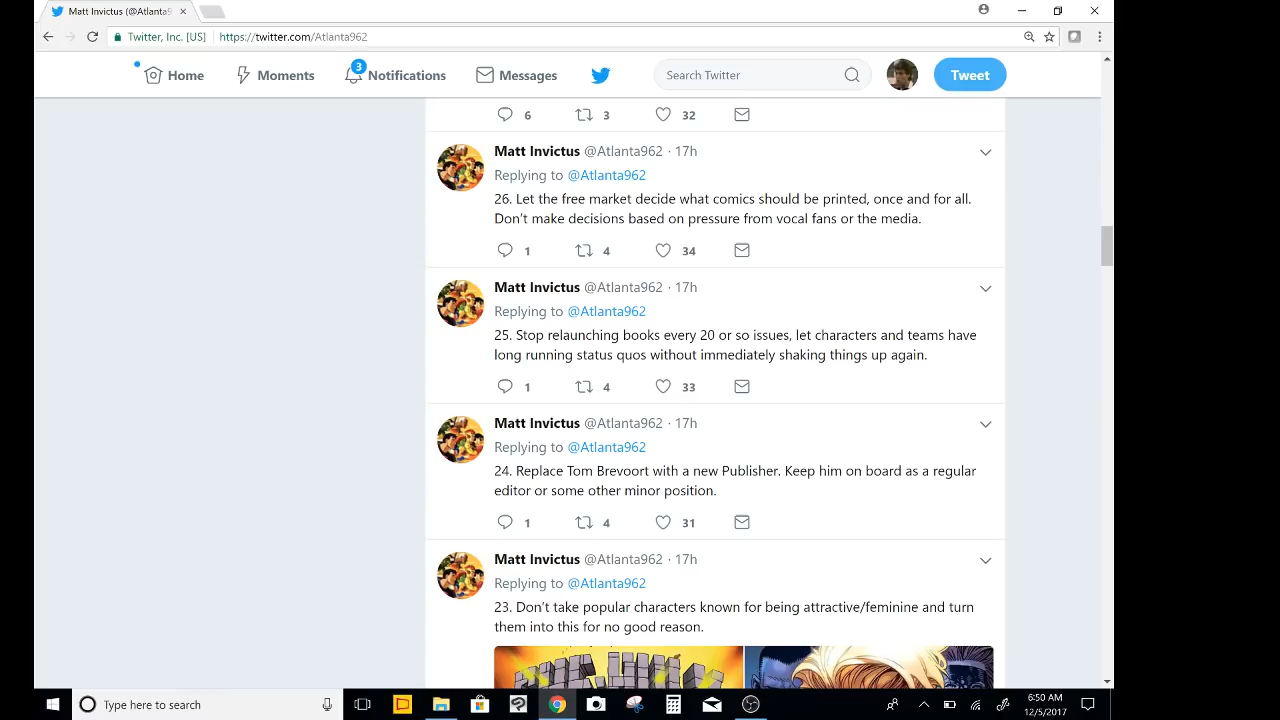 Matt Invictus (@Atlanta9
Twitter, Inc. [US] https://twitter.com/Atlanta962
Home Moments 3 Notifications Messages Search Twitter Tweet
6 3 32
Matt Invictus @Atlanta962 · 17h
Replying to @Atlanta962
26. Let the free market decide what comics should be printed, once and for all.
Don't make decisions based on pressure from vocal fans or the media.
1 4 34
Matt Invictus @Atlanta962 · 17h
Replying to @Atlanta962
25. Stop relaunching books every 20 or so issues, let characters and teams have
long running status quos without immediately shaking things up again.
1 4 33
Matt Invictus @Atlanta962 · 17h
Replying to @Atlanta962
24. Replace Tom Brevoort with a new Publisher. Keep him on board as a regular
editor or some other minor position.
1 4 31
Matt Invictus @Atlanta962 · 17h
Replying to @Atlanta962
23. Don't take popular characters known for being attractive/feminine and turn
them into this for no good reason.
Type here to search
6:50 AM
12/5/2017